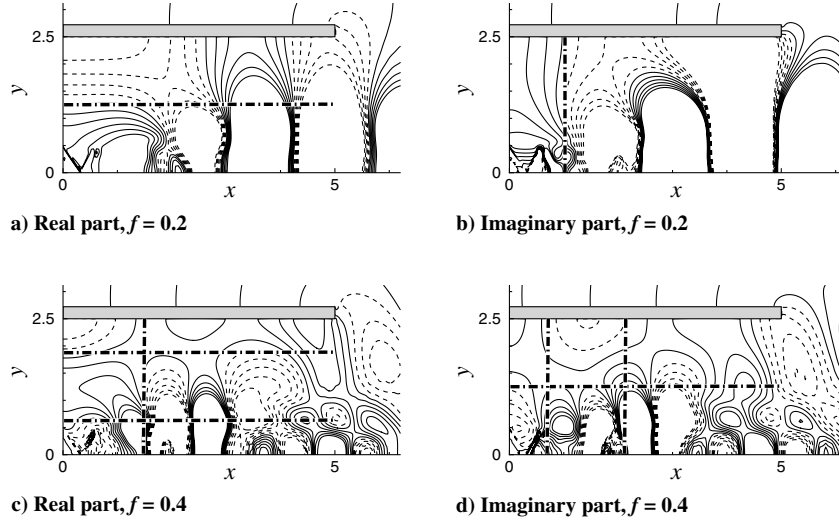 2.5
y
0
0
x
5
a) Real part, f = 0.2
2.5
y
0
0
x
5
b) Imaginary part, f = 0.2
2.5
y
0
0
x
5
c) Real part, f = 0.4
2.5
y
0
0
x
5
d) Imaginary part, f = 0.4